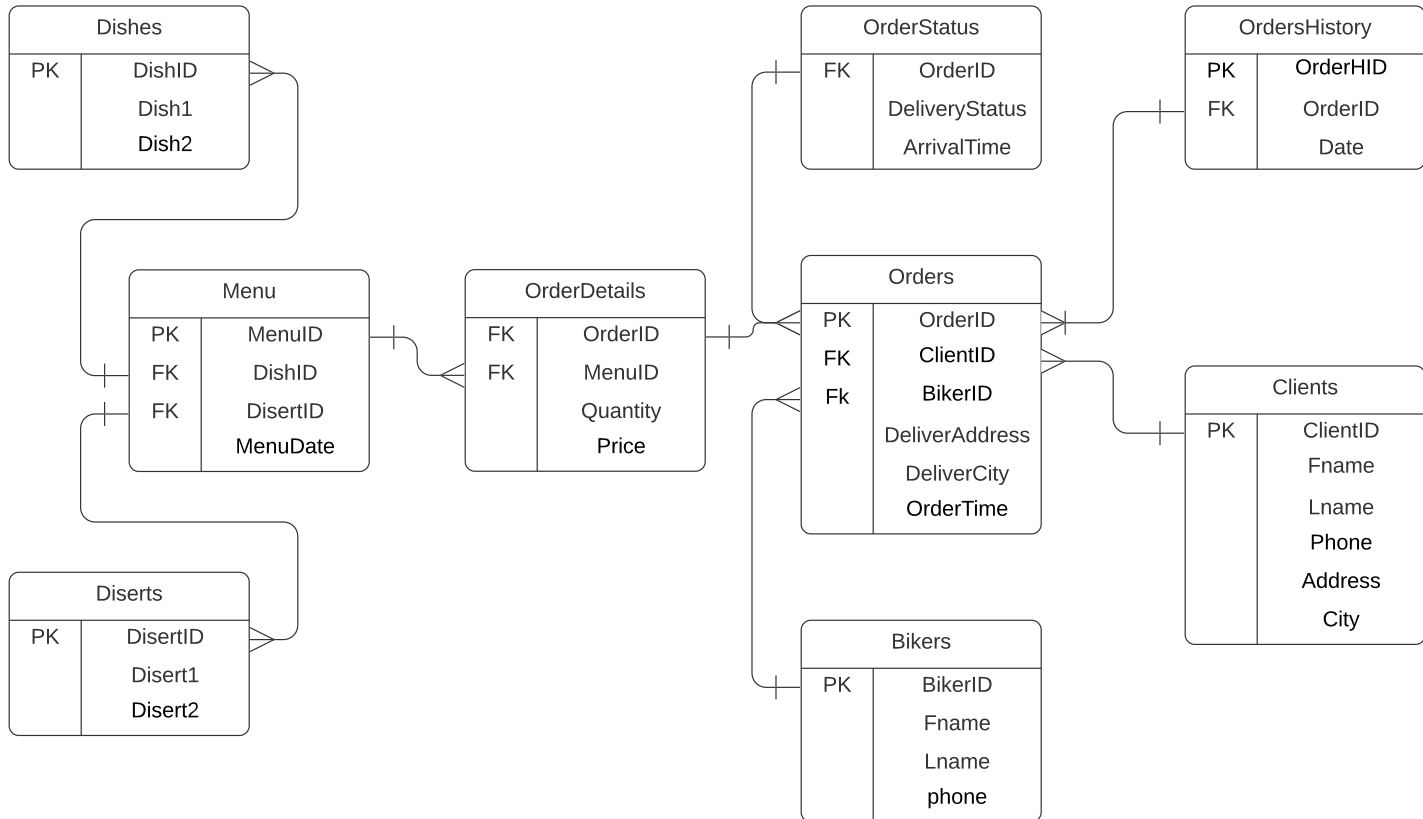 Dishes
PK DishID
Dish1
Dish2
OrderStatus
FK OrderID
DeliveryStatus
ArrivalTime
OrdersHistory
PK OrderHID
FK OrderID
Date
Menu
PK MenuID
FK DishID
FK DisertID
MenuDate
OrderDetails
FK OrderID
FK MenuID
Quantity
Price
Orders
PK OrderID
FK ClientID
Fk BikerID
DeliverAddress
DeliverCity
OrderTime
Clients
PK ClientID
Fname
Lname
Phone
Address
City
Diserts
PK DisertID
Disert1
Disert2
Bikers
PK BikerID
Fname
Lname
phone